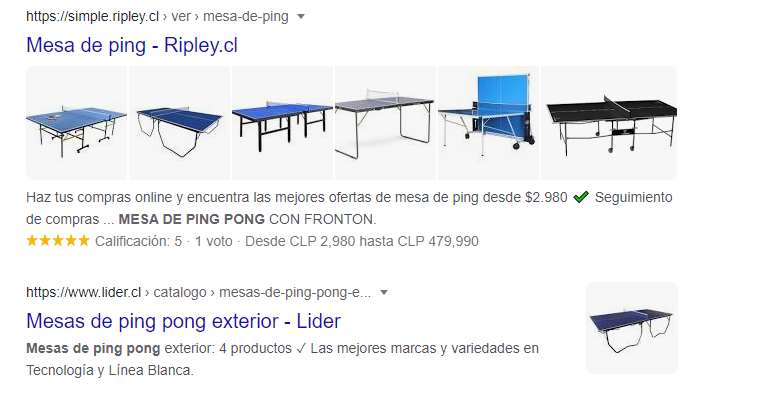 https://simple.ripley.cl › ver › mesa-de-ping
Mesa de ping - Ripley.cl
Haz tus compras online y encuentra las mejores ofertas de mesa de ping desde $2.980 ✔ Seguimiento
de compras ... MESA DE PING PONG CON FRONTON.
★★★★★ Calificación: 5 · 1 voto · Desde CLP 2,980 hasta CLP 479,990
https://www.lider.cl › catalogo › mesas-de-ping-pong-e...
Mesas de ping pong exterior - Lider
Mesas de ping pong exterior: 4 productos ✓ Las mejores marcas y variedades en
Tecnología y Línea Blanca.